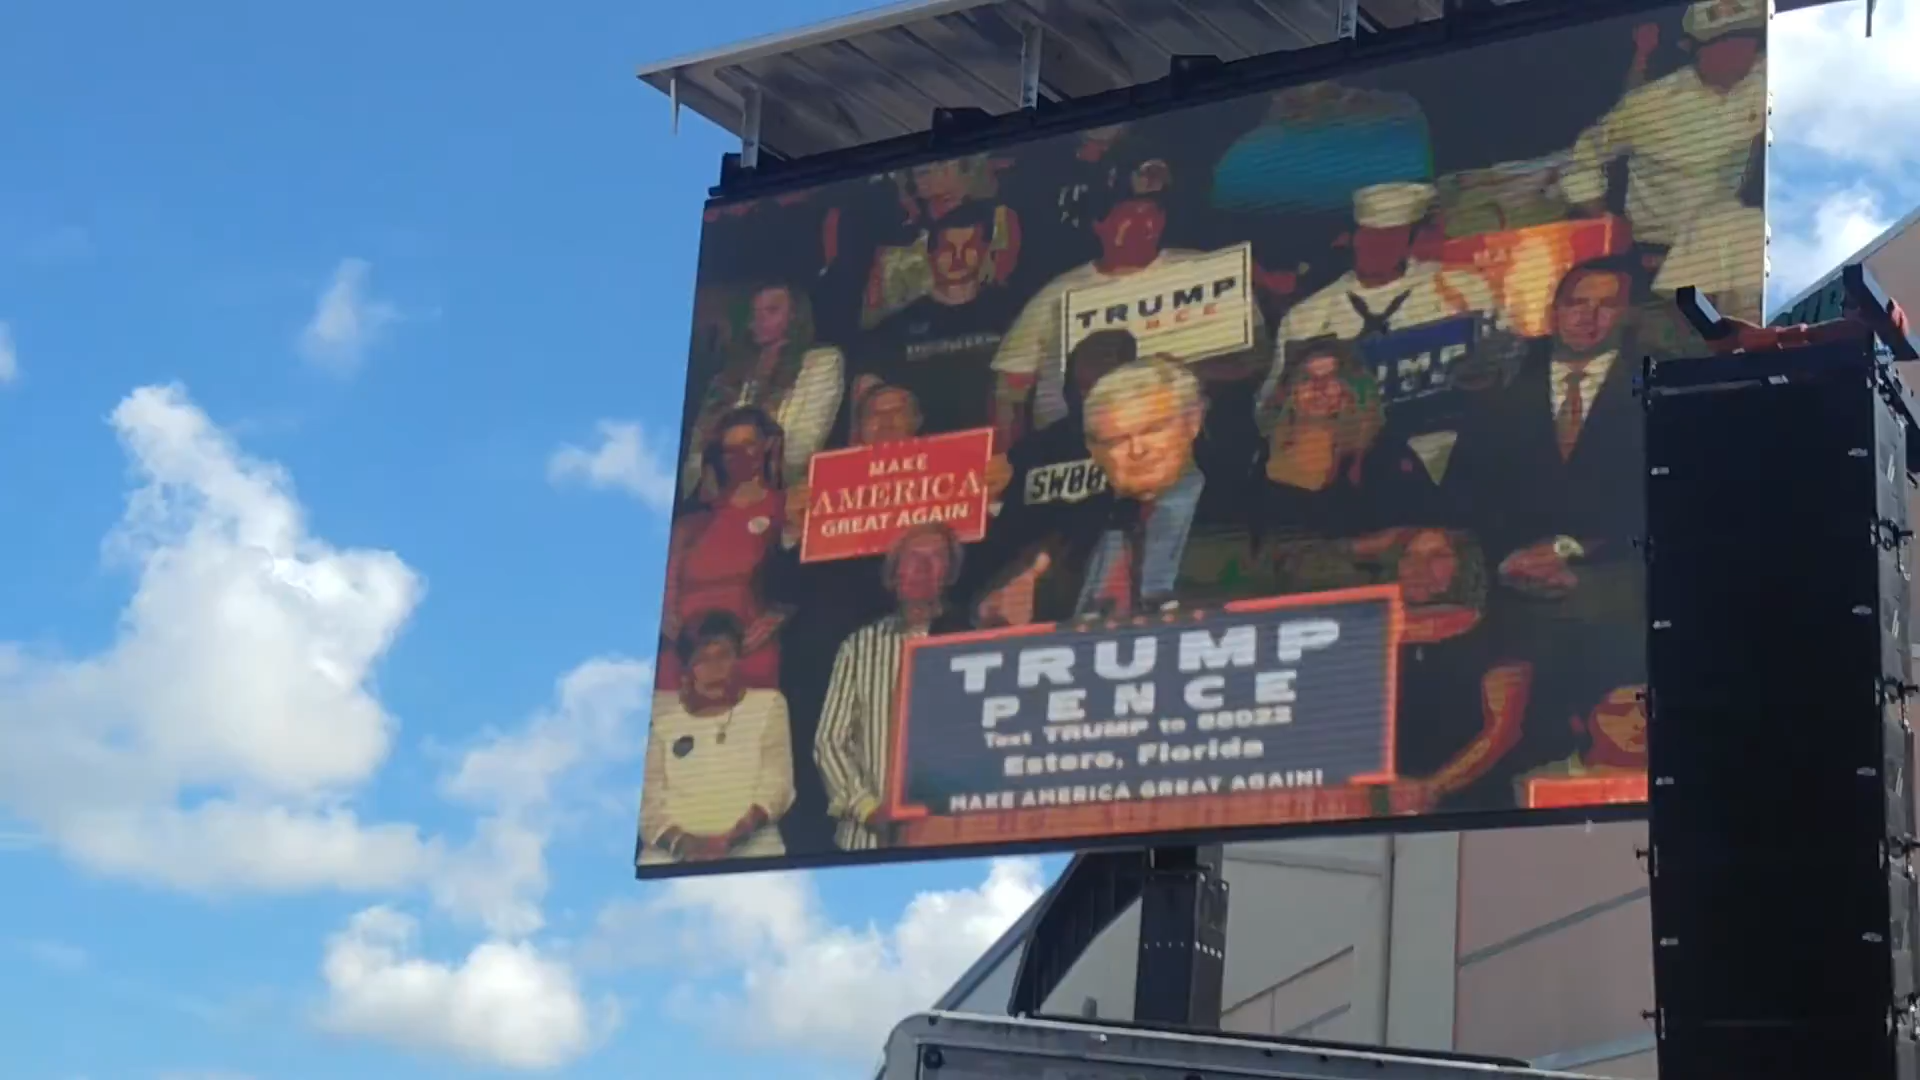 TRUMP
MAKE
AMERICA
GREAT AGAIN
TRUMP
PENCE
Text TRUMP to 88022
Estero, Florida
MAKE AMERICA GREAT AGAIN!